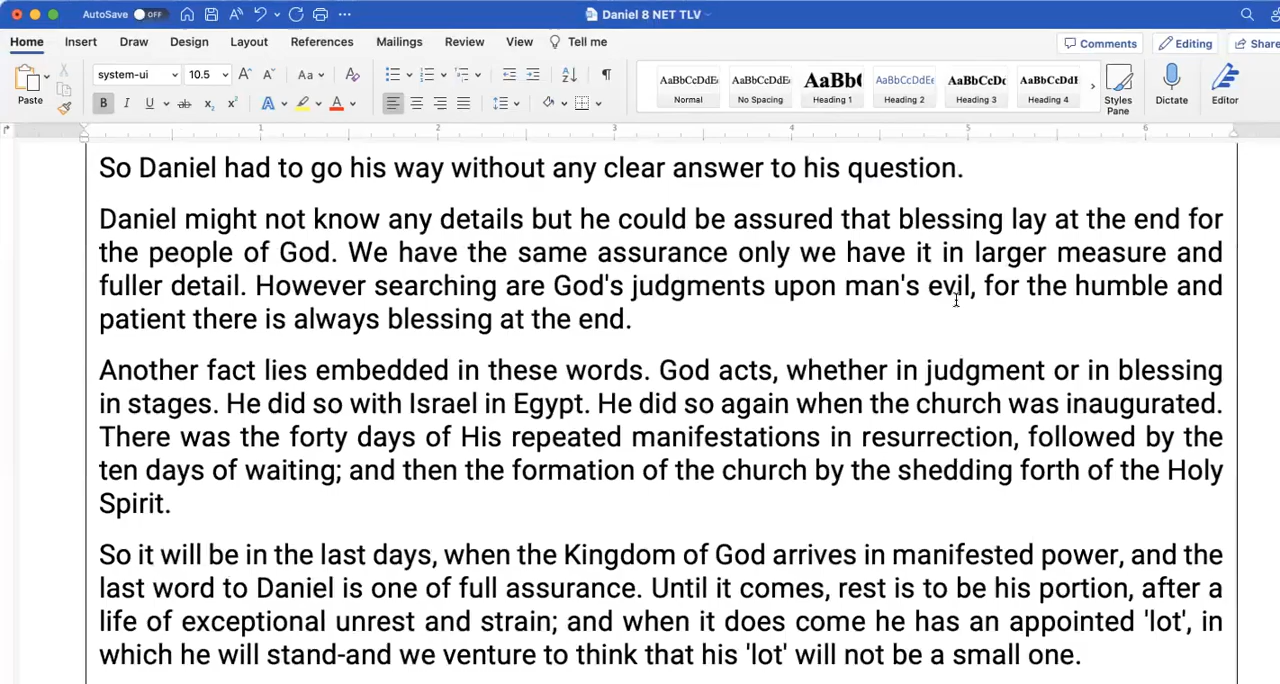 AutoSave OFF
Daniel 8 NET TLV
Home Insert Draw Design Layout References Mailings Review View Tell me
Comments Editing Share
Paste
system-ui 10.5
B I U ab x₂ x² A A
AaBbCcDdEe AaBbCcDdEe AaBb( AaBbCcDdEe AaBbCcDc AaBbCcDdE
Normal No Spacing Heading 1 Heading 2 Heading 3 Heading 4
Styles Pane
Dictate
Editor
1 2 3 4 5 6
So Daniel had to go his way without any clear answer to his question.
Daniel might not know any details but he could be assured that blessing lay at the end for
the people of God. We have the same assurance only we have it in larger measure and
fuller detail. However searching are God's judgments upon man's evil, for the humble and
patient there is always blessing at the end.
Another fact lies embedded in these words. God acts, whether in judgment or in blessing
in stages. He did so with Israel in Egypt. He did so again when the church was inaugurated.
There was the forty days of His repeated manifestations in resurrection, followed by the
ten days of waiting; and then the formation of the church by the shedding forth of the Holy
Spirit.
So it will be in the last days, when the Kingdom of God arrives in manifested power, and the
last word to Daniel is one of full assurance. Until it comes, rest is to be his portion, after a
life of exceptional unrest and strain; and when it does come he has an appointed 'lot', in
which he will stand-and we venture to think that his 'lot' will not be a small one.